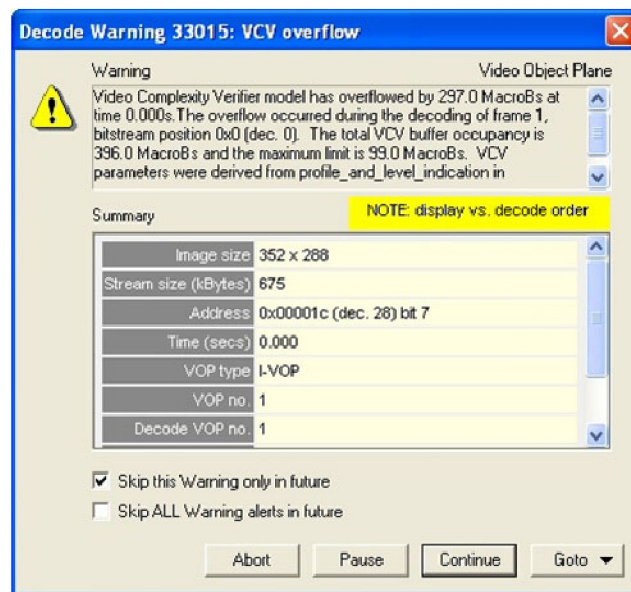 Decode Warning 33015: VCV overflow
Warning
Video Object Plane
Video Complexity Verifier model has overflowed by 297.0 MacroBs at
time 0.000s.The overflow occurred during the decoding of frame 1,
bitstream position 0x0 (dec. 0). The total VCV buffer occupancy is
396.0 MacroBs and the maximum limit is 99.0 MacroBs. VCV
parameters were derived from profile_and_level_indication in
Summary
NOTE: display vs. decode order
Image size 352 x 288
Stream size (kBytes) 675
Address 0x00001c (dec. 28) bit 7
Time (secs) 0.000
VOP type I-VOP
VOP no. 1
Decode VOP no. 1
Skip this Warning only in future
Skip ALL Warning alerts in future
Abort Pause Continue Goto